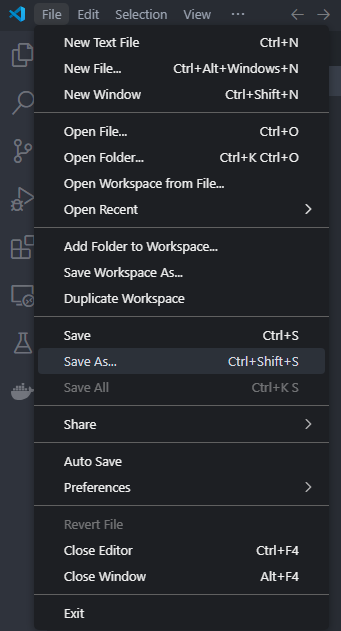 File Edit Selection View ...
New Text File Ctrl+N
New File... Ctrl+Alt+Windows+N
New Window Ctrl+Shift+N
Open File... Ctrl+O
Open Folder... Ctrl+K Ctrl+O
Open Workspace from File...
Open Recent
Add Folder to Workspace...
Save Workspace As...
Duplicate Workspace
Save Ctrl+S
Save As... Ctrl+Shift+S
Save All Ctrl+K S
Share
Auto Save
Preferences
Revert File
Close Editor Ctrl+F4
Close Window Alt+F4
Exit